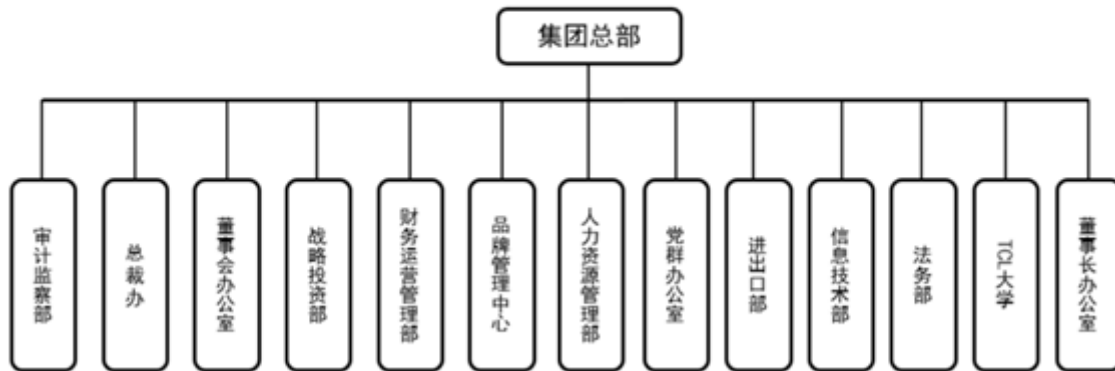 集团总部
审计监察部
总裁办
董事会办公室
战略投资部
财务运营管理部
品牌管理中心
人力资源管理部
党群办公室
进出口部
信息技术部
法务部
TCL大学
董事长办公室